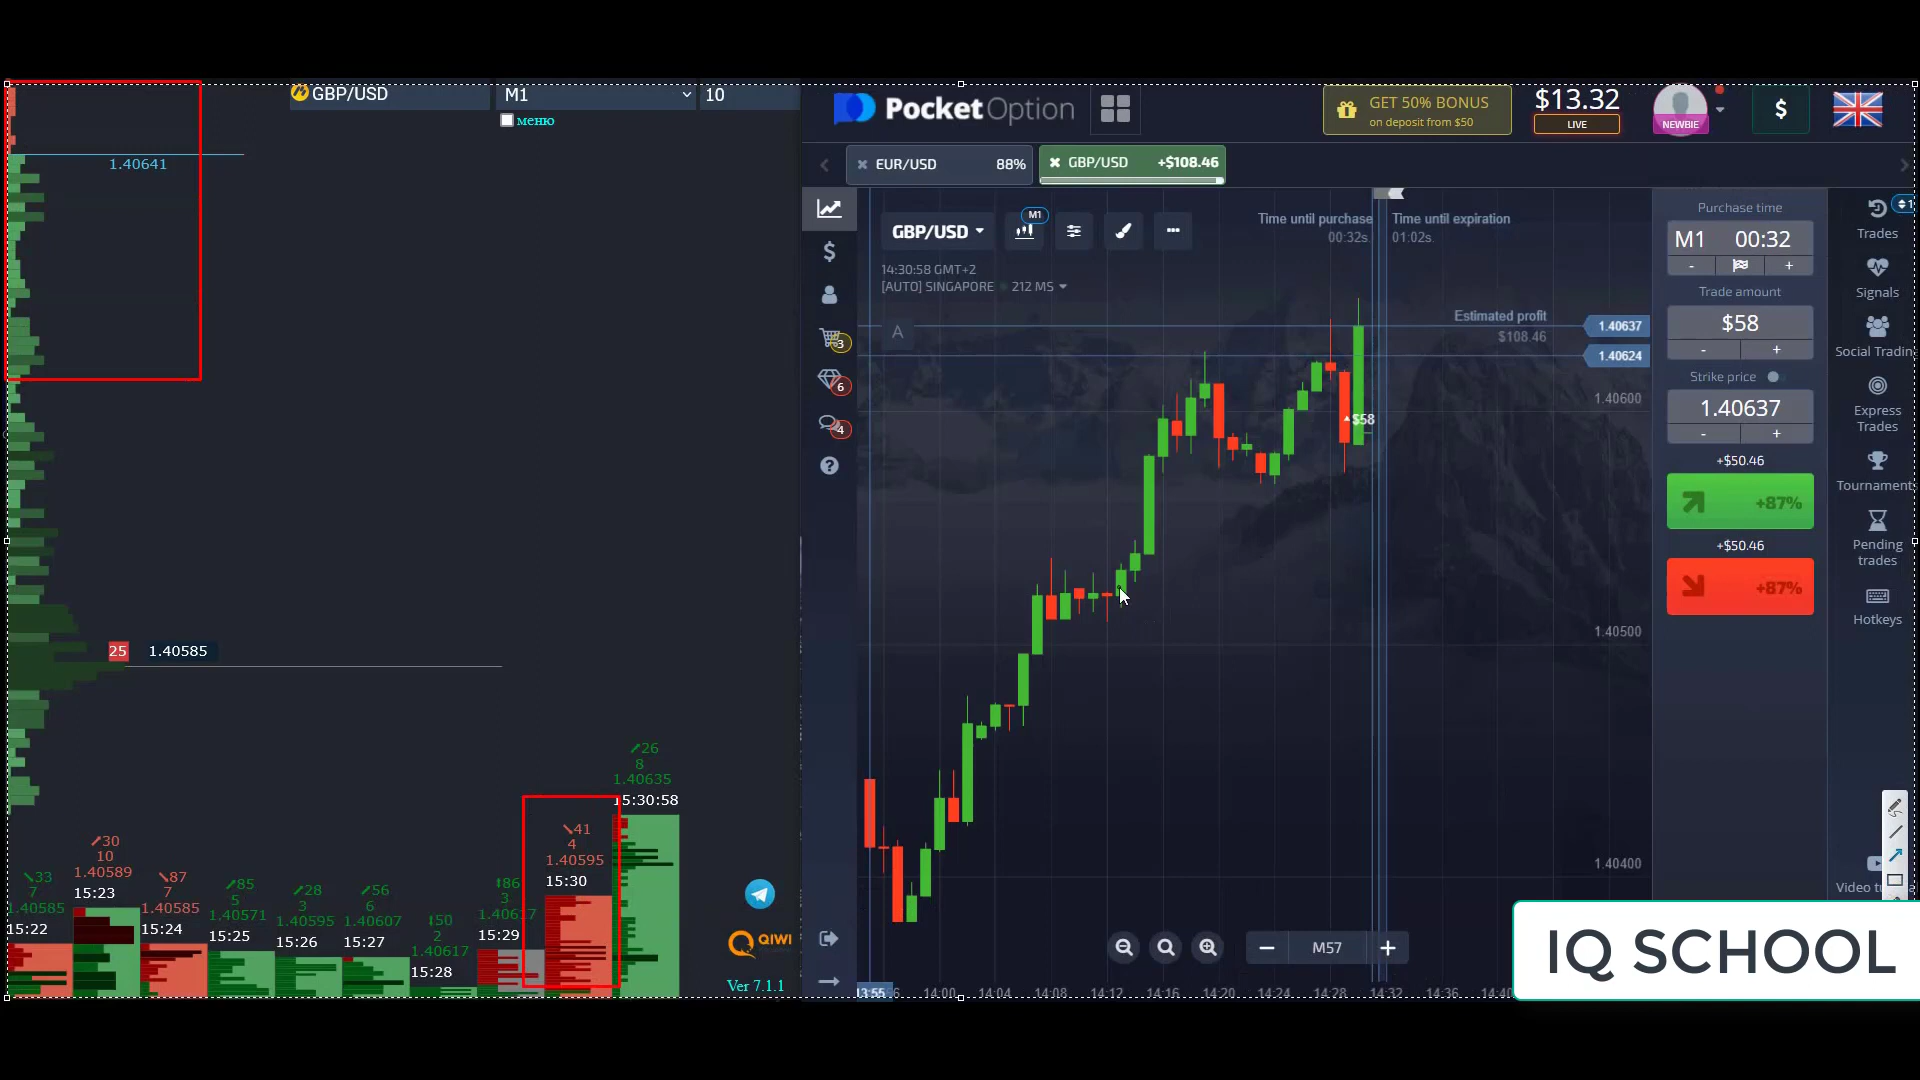 GBP/USD
M1
10
меню
1.40641
25
1.40585
↗26
8
1.40635
15:30:58
↘41
4
1.40595
15:30
↗30
10
1.40589
15:23
↘33
7
1.40585
15:22
↘87
7
1.40585
15:24
↗85
5
1.40571
15:25
↗28
3
1.40595
15:26
↗56
6
1.40607
15:27
↕50
2
1.40617
15:28
↕86
3
1.40617
15:29
QIWI
Ver 7.1.1
PocketOption
GET 50% BONUS
on deposit from $50
$13.32
LIVE
NEWBIE
$
EUR/USD 88%
GBP/USD +$108.46
GBP/USD
M1
14:30:58 GMT+2
[AUTO] SINGAPORE 212 MS
Time until purchase
00:32s.
Time until expiration
01:02s.
A
Estimated profit
$108.46
1.40637
1.40624
1.40600
$58
1.40500
1.40400
3
6
4
M57
13:55
14:00
14:04
14:08
14:12
14:16
14:20
14:24
14:28
14:32
14:36
Purchase time
M1 00:32
- +
Trade amount
$58
- +
Strike price
1.40637
- +
+$50.46
+87%
+$50.46
+87%
1
Trades
Signals
Social Trading
Express
Trades
Tournaments
Pending
trades
Hotkeys
IQ SCHOOL